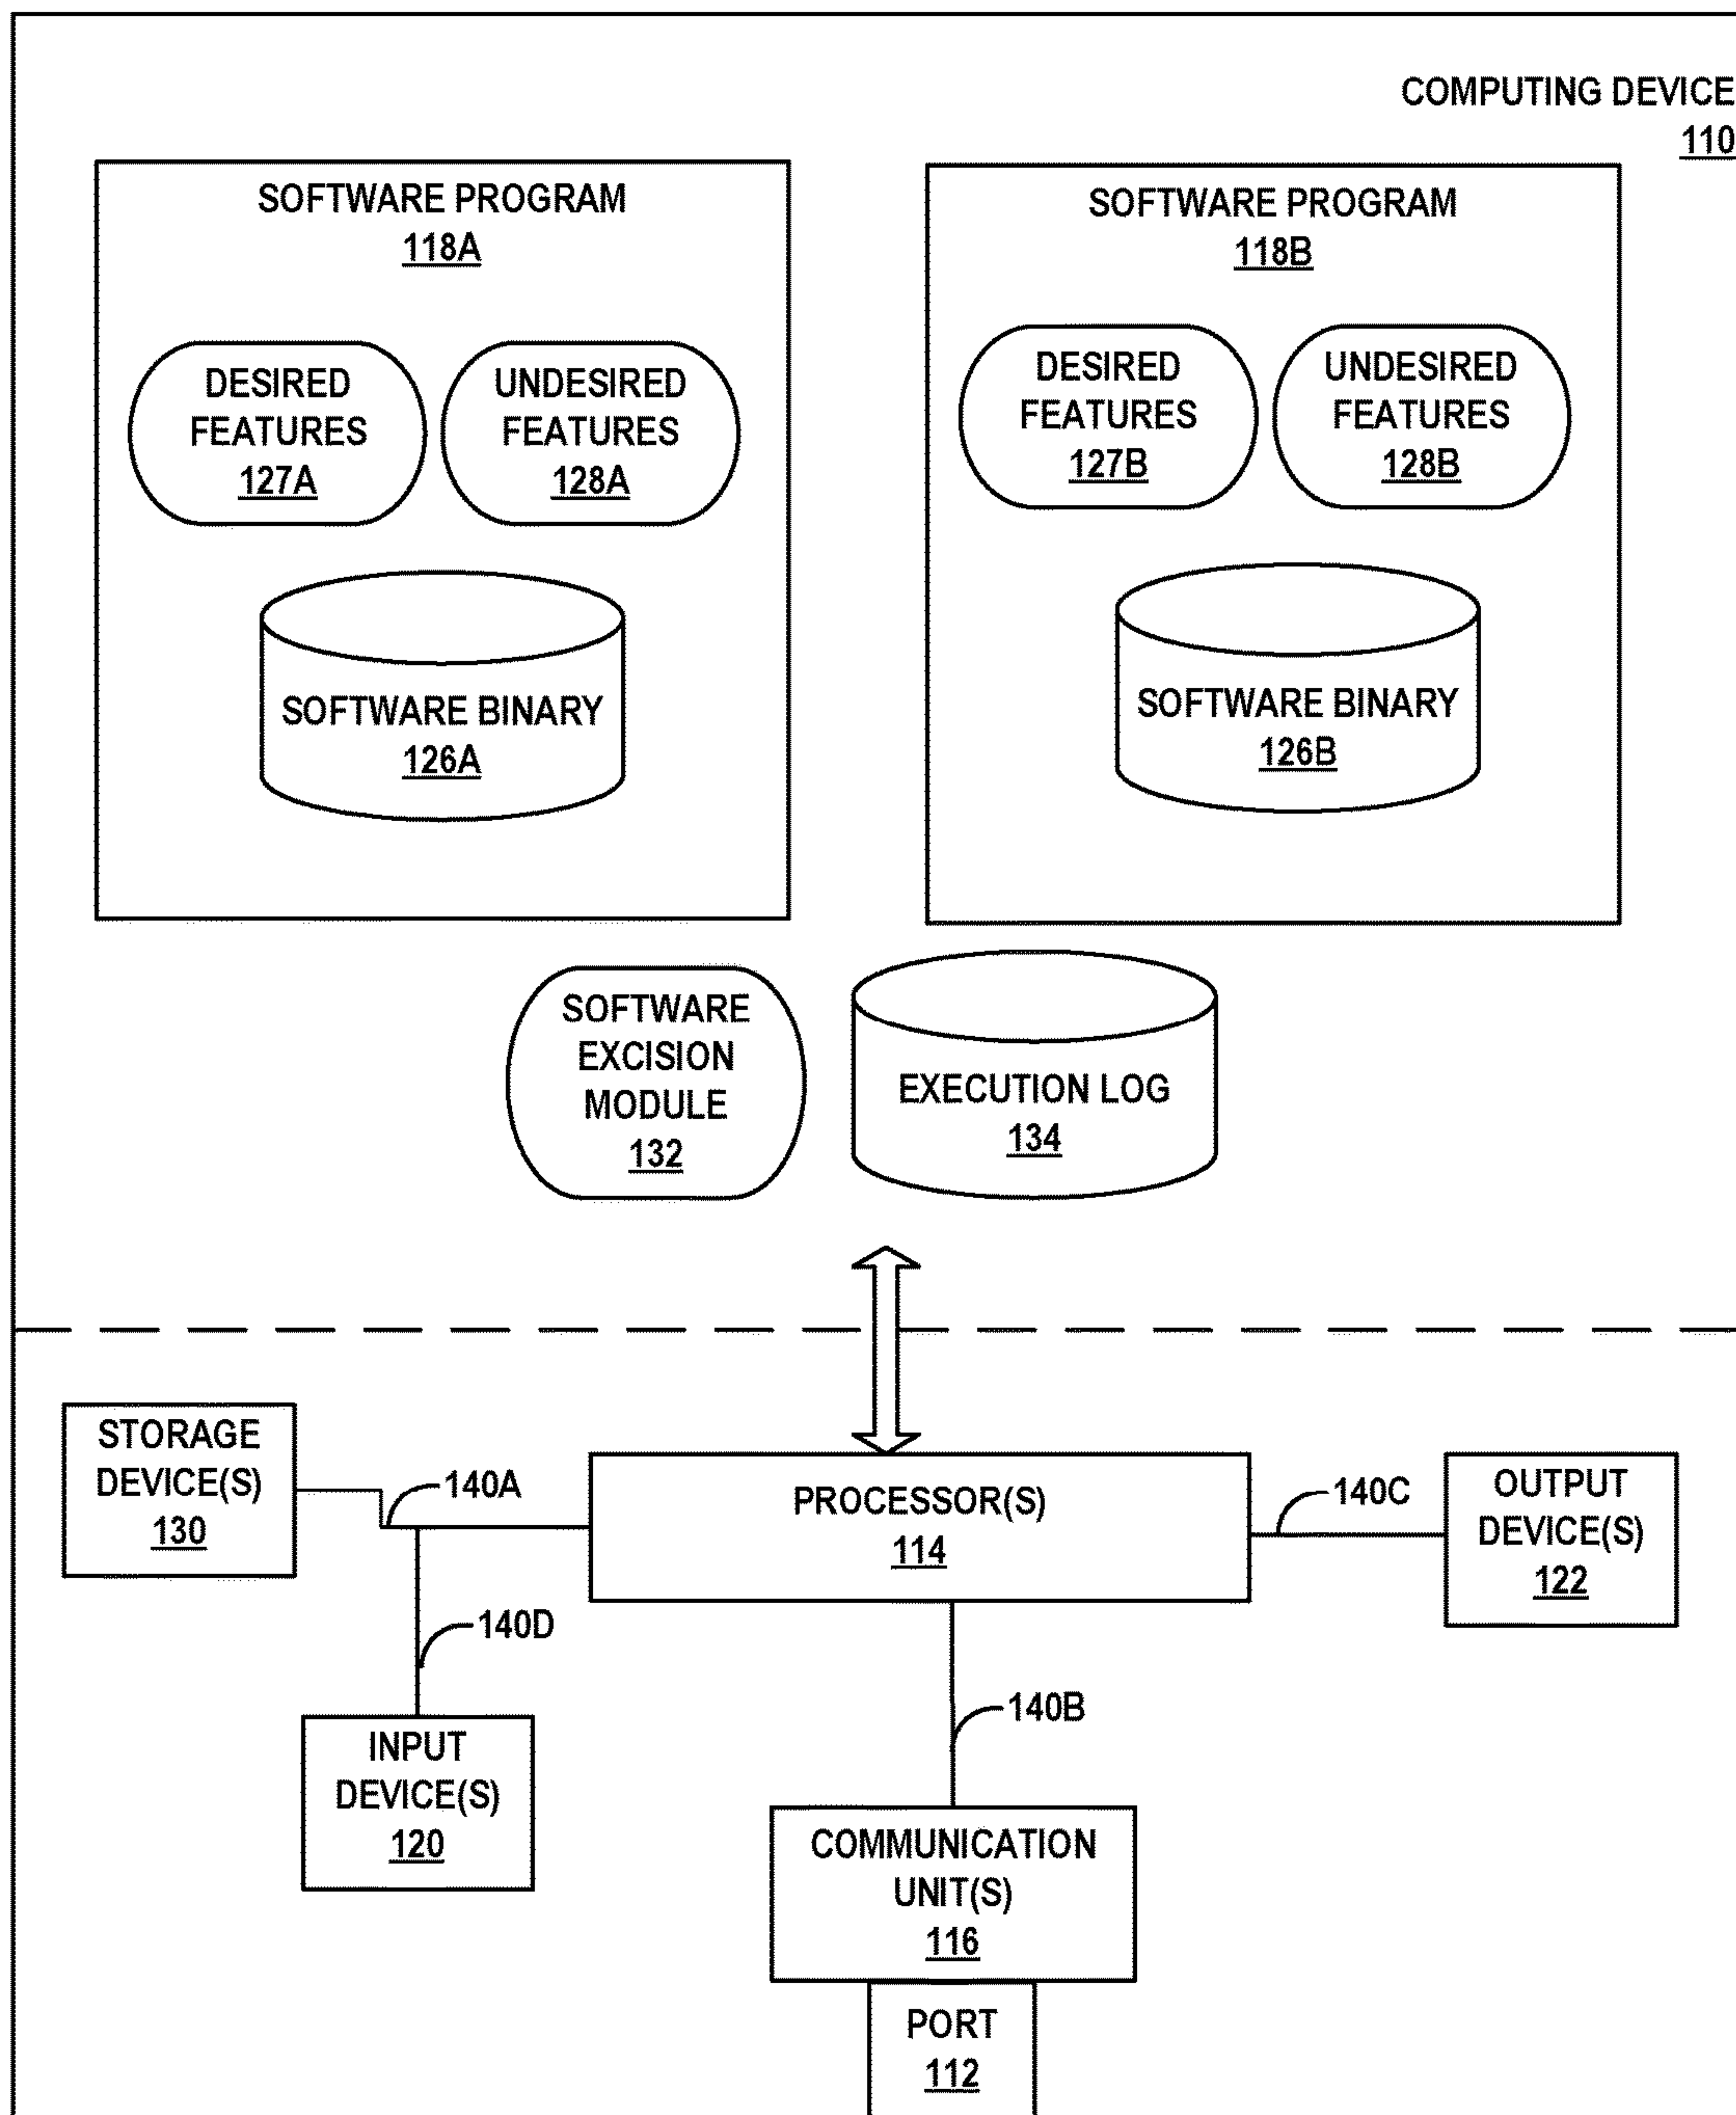 COMPUTING DEVICE
110
SOFTWARE PROGRAM
118A
DESIRED
FEATURES
127A
UNDESIRED
FEATURES
128A
SOFTWARE BINARY
126A
SOFTWARE PROGRAM
118B
DESIRED
FEATURES
127B
UNDESIRED
FEATURES
128B
SOFTWARE BINARY
126B
SOFTWARE
EXCISION
MODULE
132
EXECUTION LOG
134
STORAGE
DEVICE(S)
130
140A
PROCESSOR(S)
114
140C
OUTPUT
DEVICE(S)
122
140D
INPUT
DEVICE(S)
120
140B
COMMUNICATION
UNIT(S)
116
PORT
112